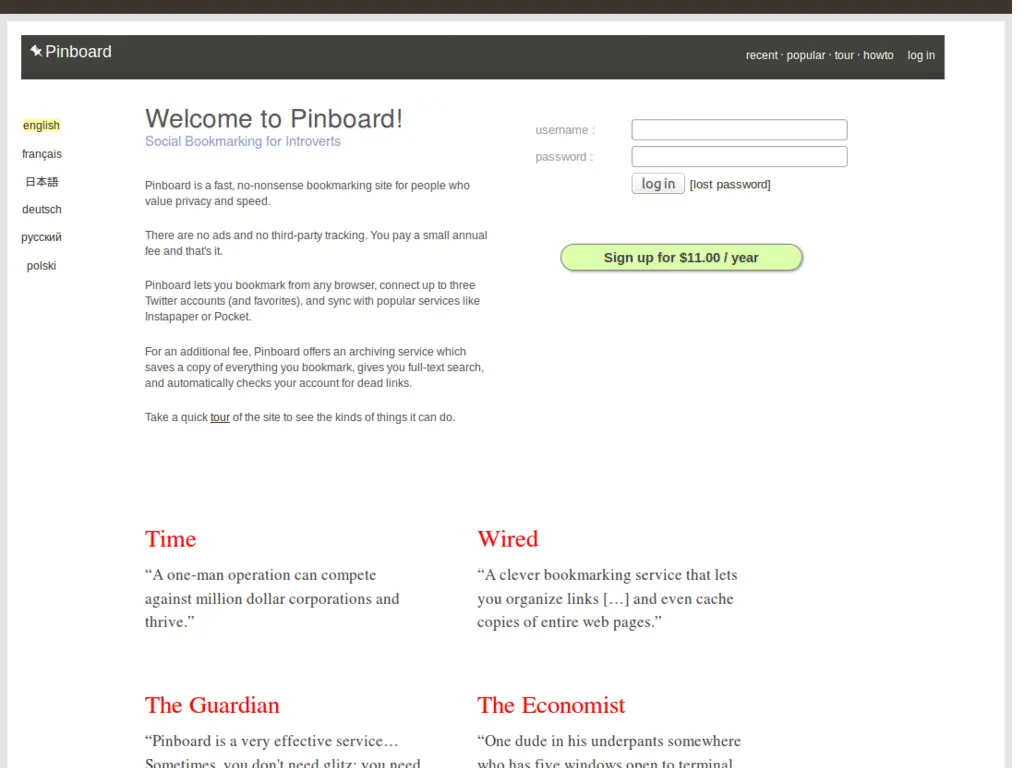 Pinboard
recent · popular · tour · howto log in
english
français
日本語
deutsch
русский
polski
Welcome to Pinboard!
Social Bookmarking for Introverts
Pinboard is a fast, no-nonsense bookmarking site for people who
value privacy and speed.
There are no ads and no third-party tracking. You pay a small annual
fee and that's it.
Pinboard lets you bookmark from any browser, connect up to three
Twitter accounts (and favorites), and sync with popular services like
Instapaper or Pocket.
For an additional fee, Pinboard offers an archiving service which
saves a copy of everything you bookmark, gives you full-text search,
and automatically checks your account for dead links.
Take a quick tour of the site to see the kinds of things it can do.
username :
password :
log in [lost password]
Sign up for $11.00 / year
Time
“A one-man operation can compete
against million dollar corporations and
thrive.”
Wired
“A clever bookmarking service that lets
you organize links […] and even cache
copies of entire web pages.”
The Guardian
“Pinboard is a very effective service…
Sometimes, you don't need glitz; you need
The Economist
“One dude in his underpants somewhere
who has five windows open to terminal